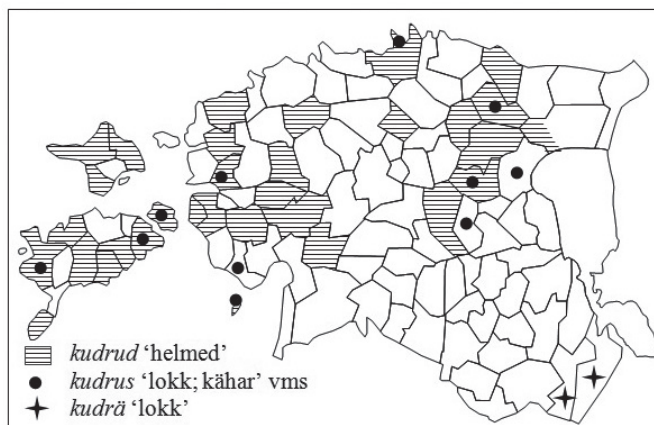 kudrud ‘helmed’
kudrus ‘lokk; kähar’ vms
kudrä ‘lokk’